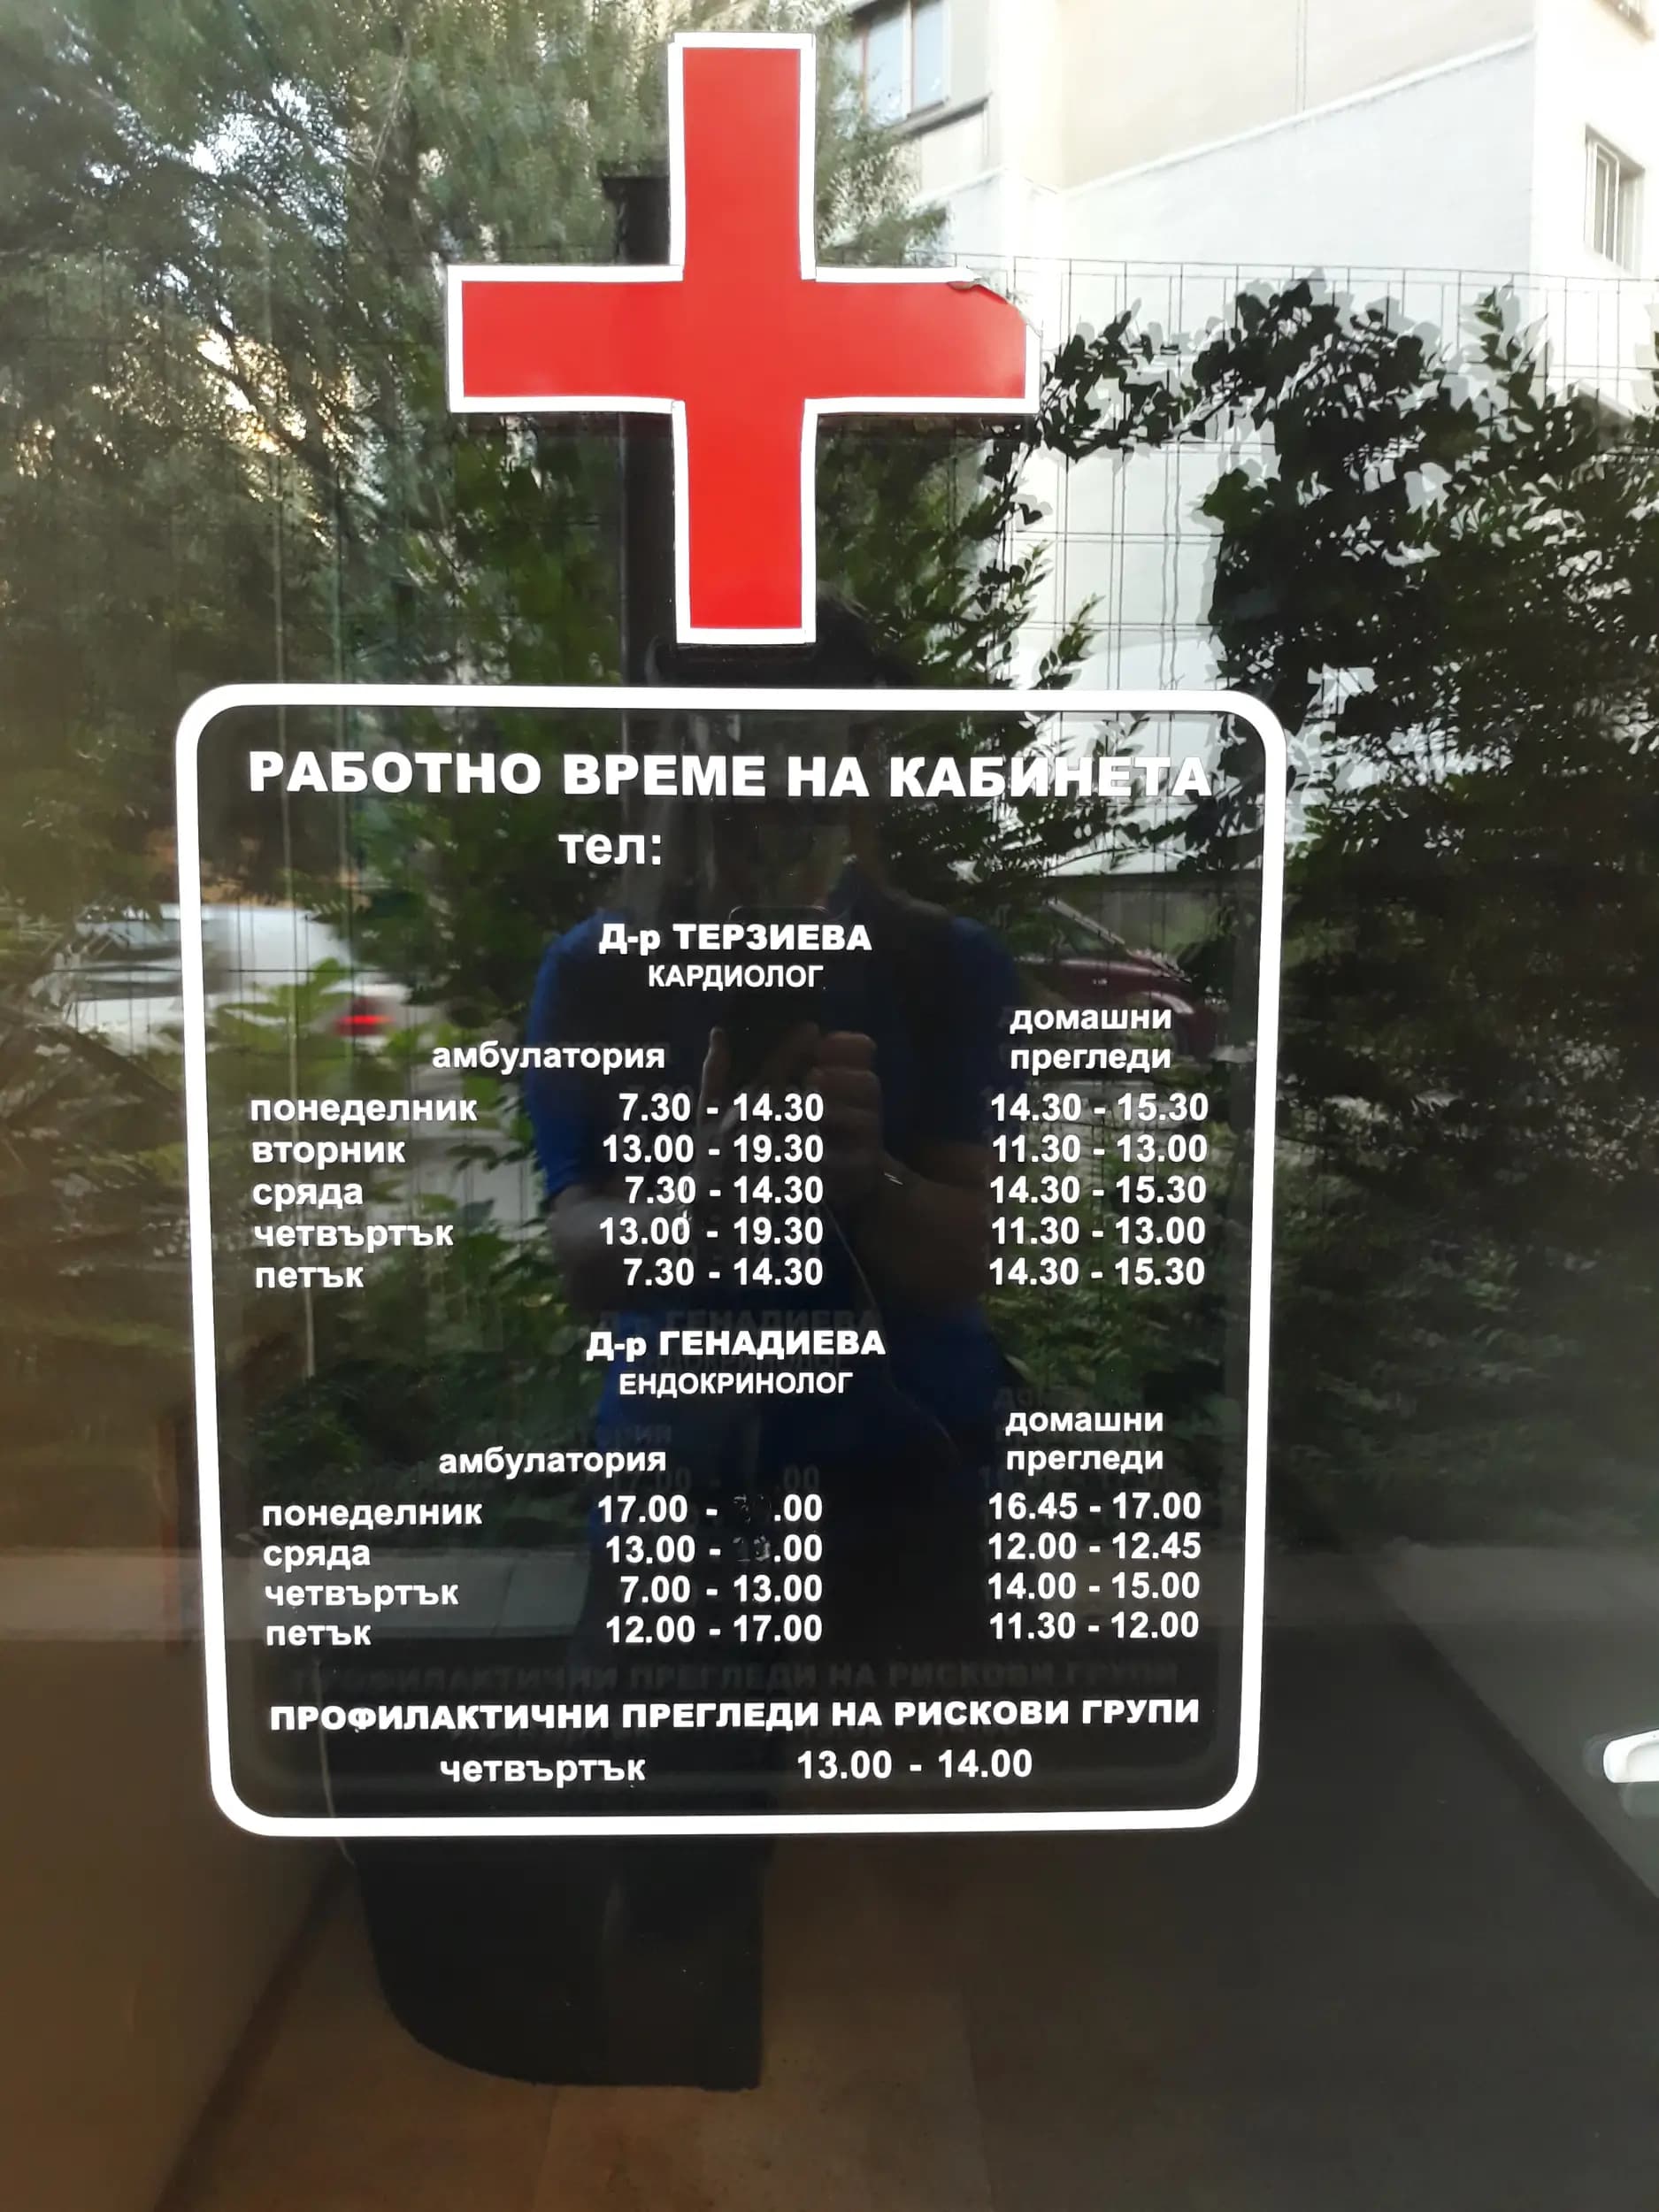 РАБОТНО ВРЕМЕ НА КАБИНЕТА
тел:
Д-р ТЕРЗИЕВА
КАРДИОЛОГ
амбулатория домашни прегледи
понеделник 7.30 - 14.30 14.30 - 15.30
вторник 13.00 - 19.30 11.30 - 13.00
сряда 7.30 - 14.30 14.30 - 15.30
четвъртък 13.00 - 19.30 11.30 - 13.00
петък 7.30 - 14.30 14.30 - 15.30
Д-р ГЕНАДИЕВА
ЕНДОКРИНОЛОГ
амбулатория домашни прегледи
понеделник 17.00 - .00 16.45 - 17.00
сряда 13.00 - .00 12.00 - 12.45
четвъртък 7.00 - 13.00 14.00 - 15.00
петък 12.00 - 17.00 11.30 - 12.00
ПРОФИЛАКТИЧНИ ПРЕГЛЕДИ НА РИСКОВИ ГРУПИ
четвъртък 13.00 - 14.00